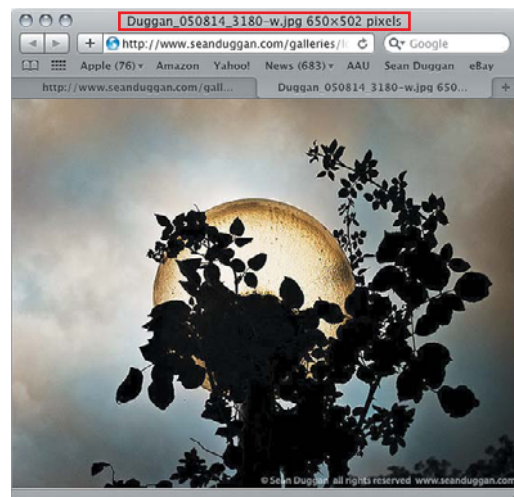 Duggan_050814_3180-w.jpg 650×502 pixels
http://www.seanduggan.com/galleries/ Google
Apple (76) Amazon Yahoo! News (683) AAU Sean Duggan eBay
http://www.seanduggan.com/gall... Duggan_050814_3180-w.jpg 650...
© Sean Duggan all rights reserved www.seanduggan.com